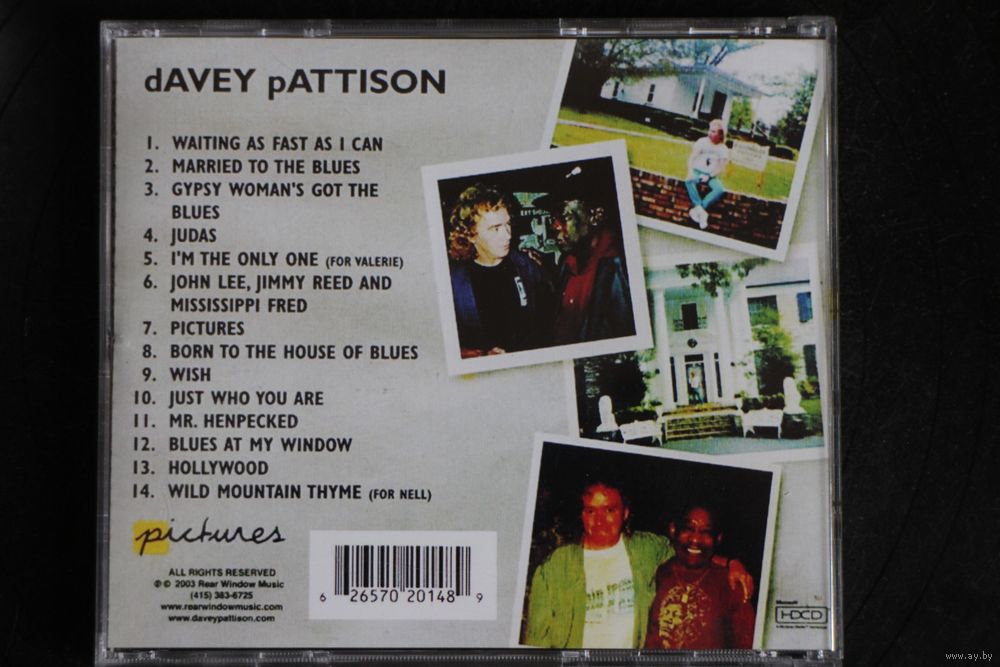 dAVEY pATTISON
1. WAITING AS FAST AS I CAN
2. MARRIED TO THE BLUES
3. GYPSY WOMAN'S GOT THE
BLUES
4. JUDAS
5. I'M THE ONLY ONE (FOR VALERIE)
6. JOHN LEE, JIMMY REED AND
MISSISSIPPI FRED
7. PICTURES
8. BORN TO THE HOUSE OF BLUES
9. WISH
10. JUST WHO YOU ARE
11. MR. HENPECKED
12. BLUES AT MY WINDOW
13. HOLLYWOOD
14. WILD MOUNTAIN THYME (FOR NELL)
pictures
ALL RIGHTS RESERVED
℗ © 2003 Rear Window Music
(415) 383-6725
www.rearwindowmusic.com
www.daveypattison.com
6 26570 20148 9
Microsoft
HDCD
www.ay.by